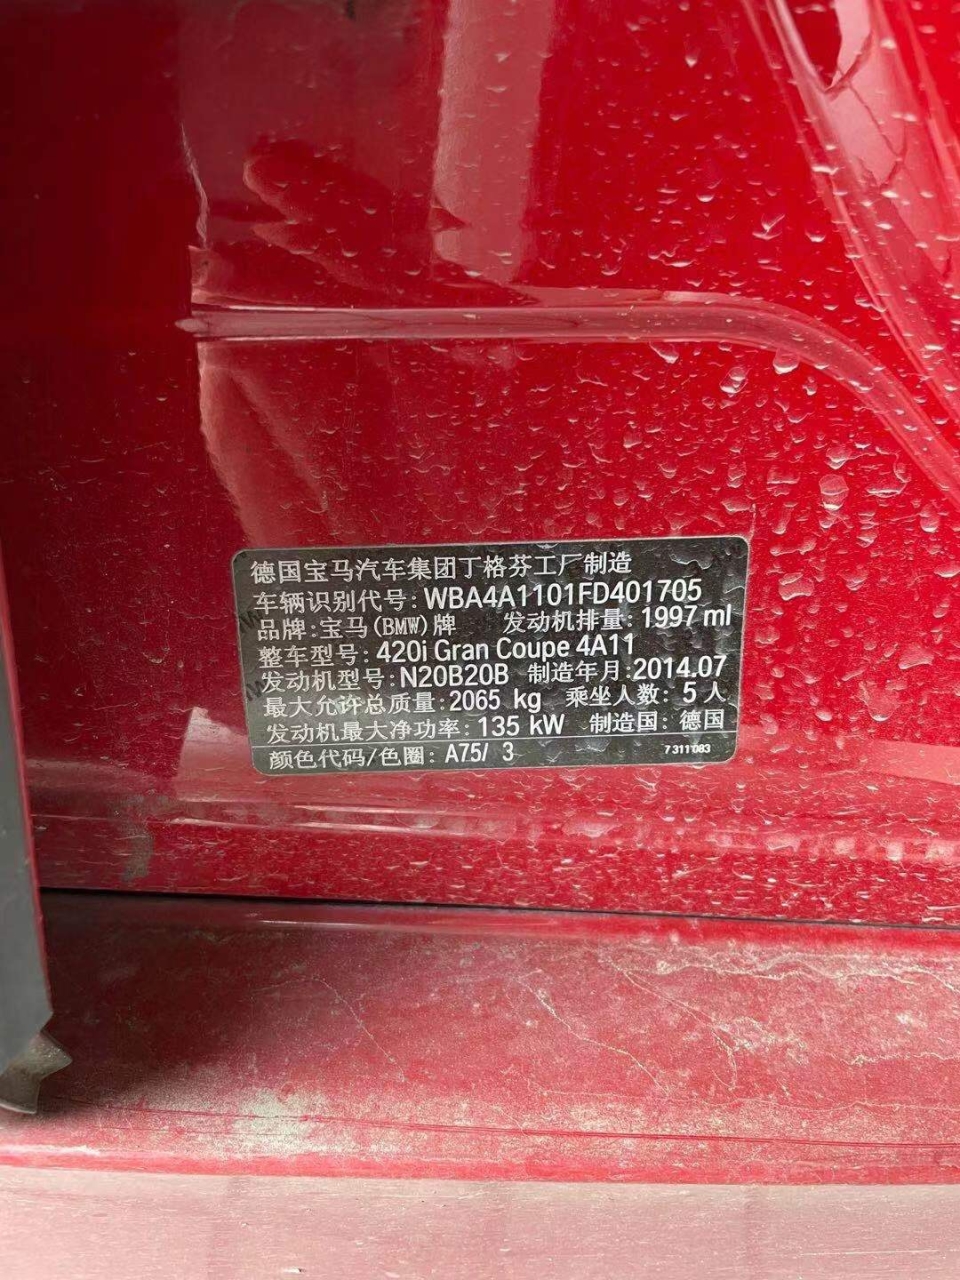 德国宝马汽车集团丁格芬工厂制造
车辆识别代号: WBA4A1101FD401705
品牌:宝马(BMW)牌 发动机排量: 1997 ml
整车型号: 420i Gran Coupe 4A11
发动机型号: N20B20B 制造年月:2014.07
最大允许总质量: 2065 kg 乘坐人数: 5 人
发动机最大净功率: 135 kW 制造国: 德国
颜色代码/色圈: A75/ 3 7 311 083